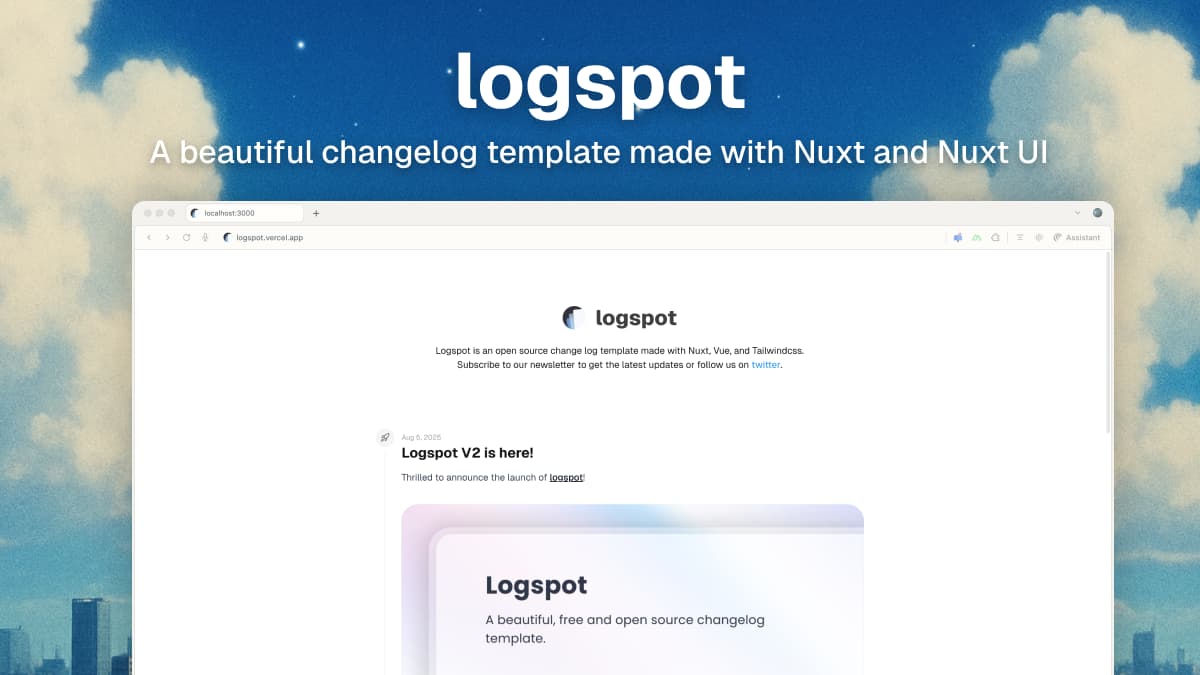 logspot
A beautiful changelog template made with Nuxt and Nuxt UI
localhost:3000
logspot.vercel.app
Assistant
logspot
Logspot is an open source change log template made with Nuxt, Vue, and Tailwindcss.
Subscribe to our newsletter to get the latest updates or follow us on twitter.
Aug 5, 2025
Logspot V2 is here!
Thrilled to announce the launch of logspot!
Logspot
A beautiful, free and open source changelog
template.